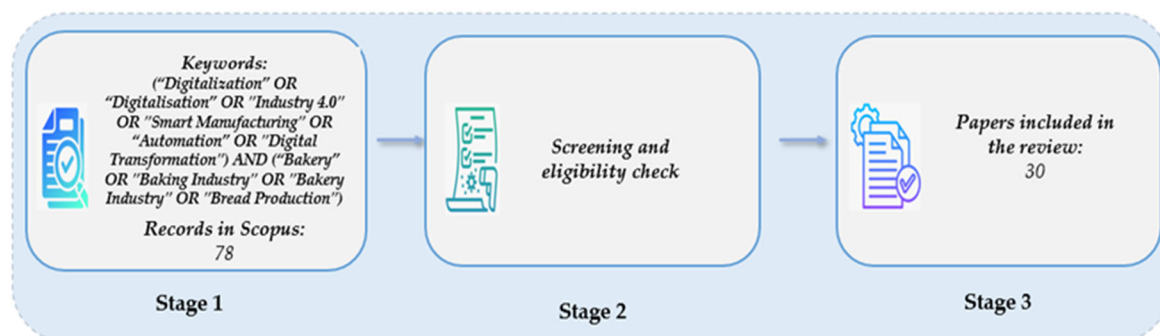 Keywords:
(“Digitalization” OR
“Digitalisation” OR "Industry 4.0"
OR "Smart Manufacturing" OR
“Automation” OR "Digital
Transformation") AND (“Bakery”
OR "Baking Industry" OR "Bakery
Industry" OR "Bread Production")
Records in Scopus:
78
Stage 1
Screening and
eligibility check
Stage 2
Papers included in
the review:
30
Stage 3